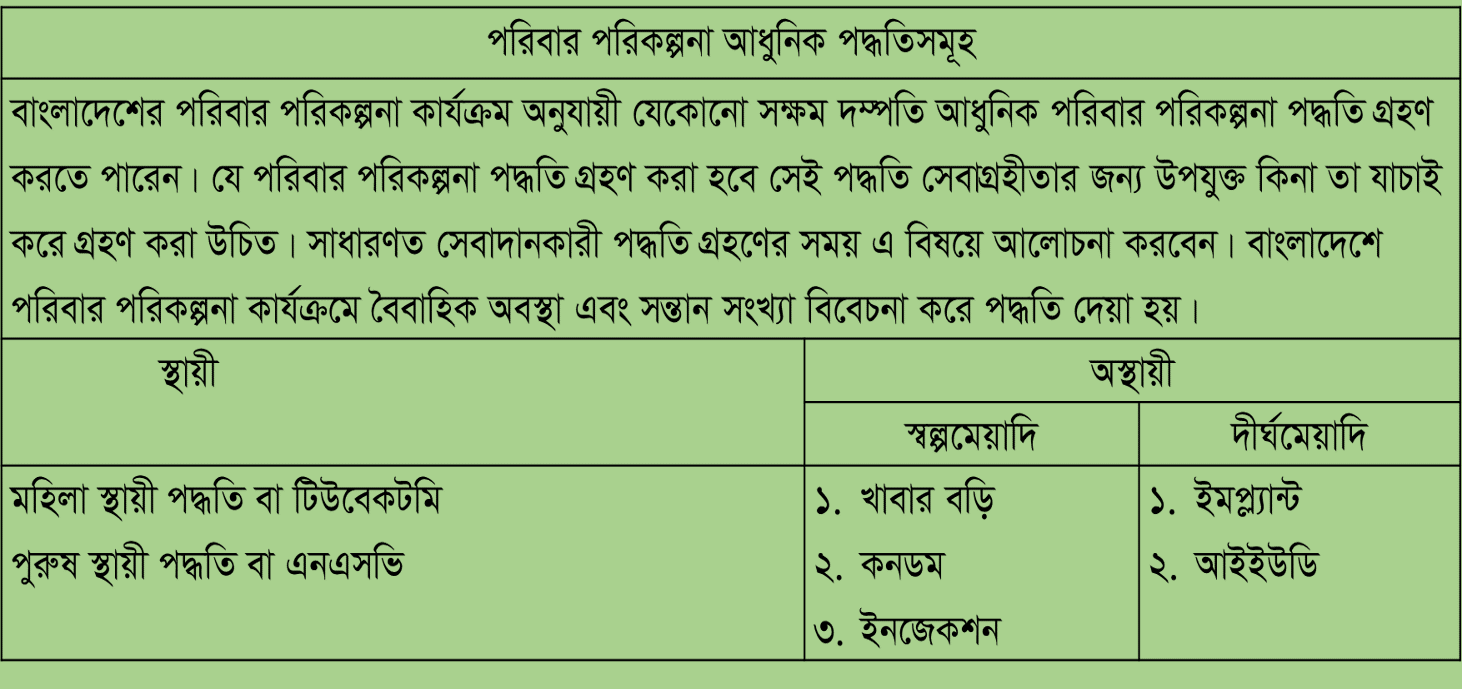 পরিবার পরিকল্পনা আধুনিক পদ্ধতিসমূহ
বাংলাদেশের পরিবার পরিকল্পনা কার্যক্রম অনুযায়ী যেকোনো সক্ষম দম্পতি আধুনিক পরিবার পরিকল্পনা পদ্ধতি গ্রহণ
করতে পারেন। যে পরিবার পরিকল্পনা পদ্ধতি গ্রহণ করা হবে সেই পদ্ধতি সেবাগ্রহীতার জন্য উপযুক্ত কিনা তা যাচাই
করে গ্রহণ করা উচিত। সাধারণত সেবাদানকারী পদ্ধতি গ্রহণের সময় এ বিষয়ে আলোচনা করবেন। বাংলাদেশে
পরিবার পরিকল্পনা কার্যক্রমে বৈবাহিক অবস্থা এবং সন্তান সংখ্যা বিবেচনা করে পদ্ধতি দেয়া হয়।
স্থায়ী
অস্থায়ী
স্বল্পমেয়াদি
দীর্ঘমেয়াদি
মহিলা স্থায়ী পদ্ধতি বা টিউবেকটমি
পুরুষ স্থায়ী পদ্ধতি বা এনএসভি
১. খাবার বড়ি
২. কনডম
৩. ইনজেকশন
১. ইমপ্ল্যান্ট
২. আইইউডি